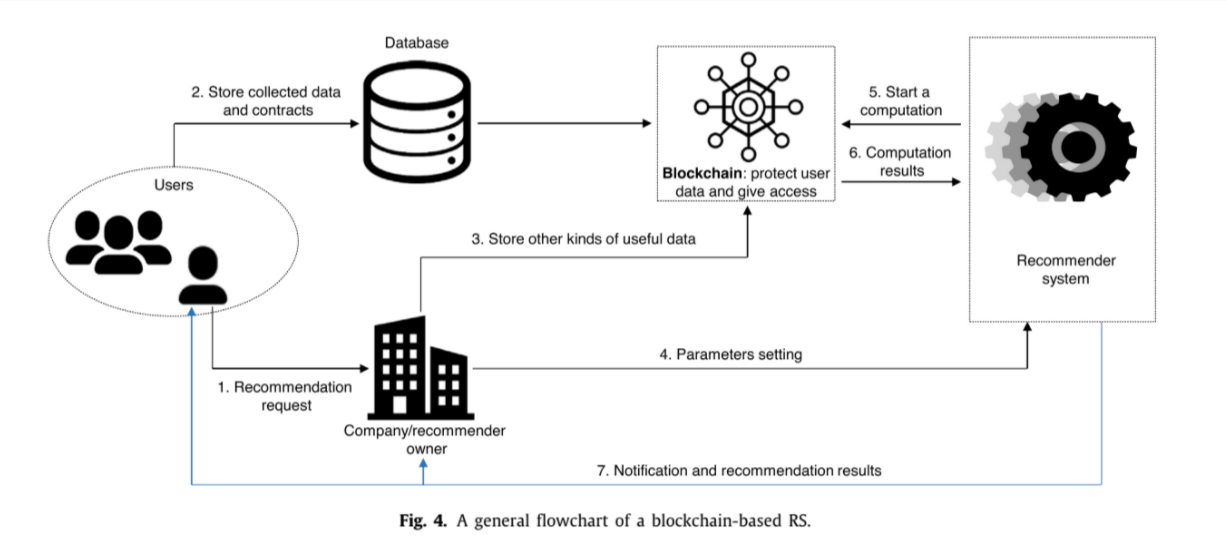 Database
2. Store collected data
and contracts
5. Start a
computation
6. Computation
results
Users
Blockchain: protect user
data and give access
3. Store other kinds of useful data
Recommender
system
4. Parameters setting
1. Recommendation
request
Company/recommender
owner
7. Notification and recommendation results
Fig. 4. A general flowchart of a blockchain-based RS.